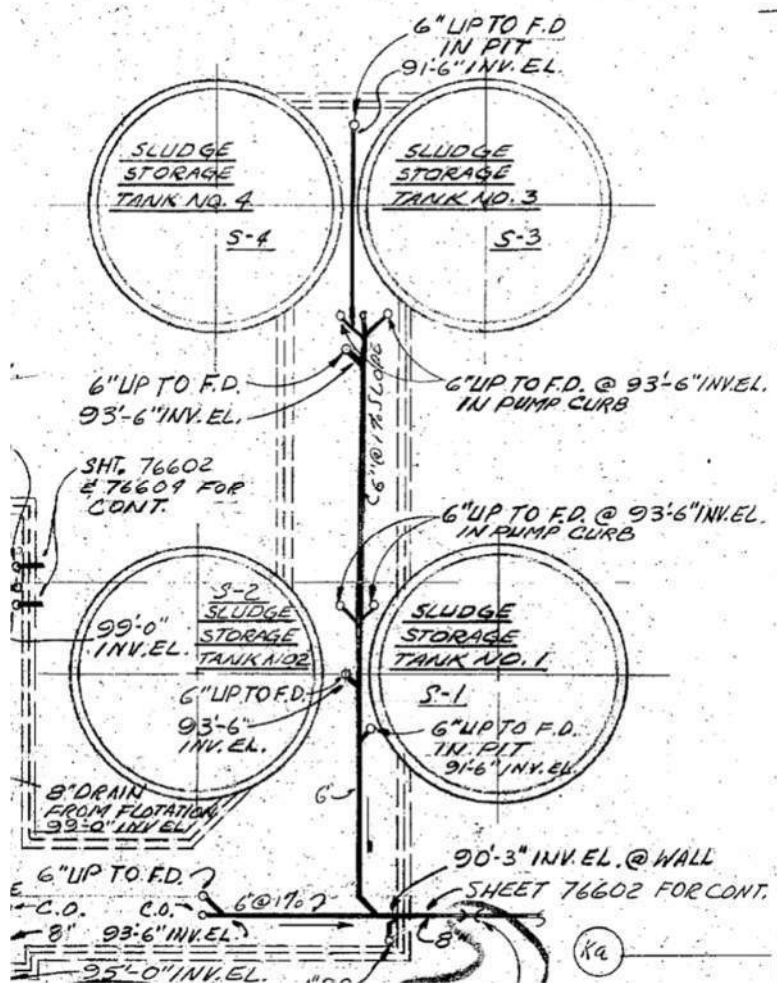 6" UP TO F.D
IN PIT
91'-6" INV. EL.
SLUDGE
STORAGE
TANK NO. 4
S-4
SLUDGE
STORAGE
TANK NO. 3
S-3
6" UP TO F.D.
93'-6" INV. EL.
6" @ 1% SLOPE
6" UP TO F.D. @ 93'-6" INV. EL.
IN PUMP CURB
SHT. 76602
& 76604 FOR
CONT.
6" UP TO F.D. @ 93'-6" INV. EL.
IN PUMP CURB
99'-0"
INV. EL.
S-2
SLUDGE
STORAGE
TANK NO2
SLUDGE
STORAGE
TANK NO. 1
S-1
6" UP TO F.D.
93'-6"
INV. EL.
6" UP TO F.D.
IN PIT
91'-6" INV. EL.
8" DRAIN
FROM FLOTATION
99'-0" INV EL
6"
6" UP TO F.D.
90'-3" INV. EL. @ WALL
SHEET 76602 FOR CONT.
C.O.
C.O.
6" @ 1%
8"
93'-6" INV. EL.
8"
95'-0" INV. EL.
Ka